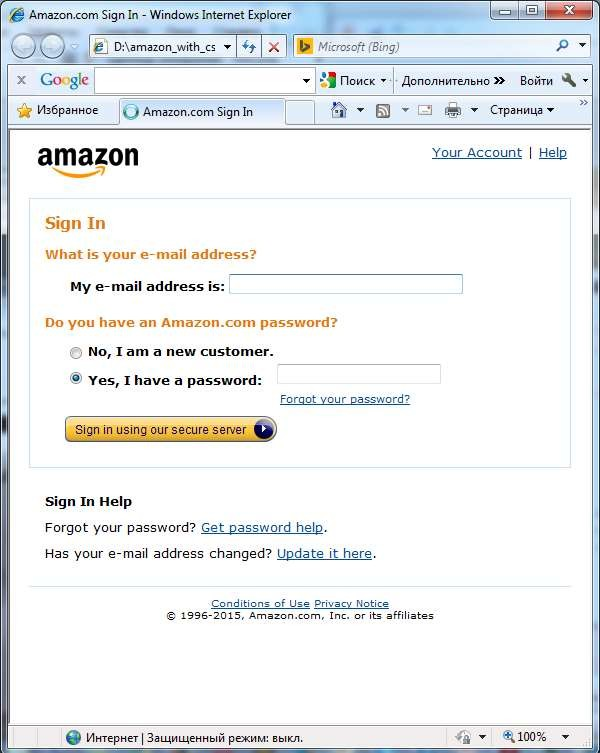 Amazon.com Sign In - Windows Internet Explorer
D:\amazon_with_cs
Microsoft (Bing)
x Google Поиск Дополнительно » Войти
Избранное Amazon.com Sign In Страница »
amazon
Your Account | Help
Sign In
What is your e-mail address?
My e-mail address is:
Do you have an Amazon.com password?
No, I am a new customer.
Yes, I have a password:
Forgot your password?
Sign in using our secure server
Sign In Help
Forgot your password? Get password help.
Has your e-mail address changed? Update it here.
Conditions of Use Privacy Notice
© 1996-2015, Amazon.com, Inc. or its affiliates
Интернет | Защищенный режим: выкл.
100%